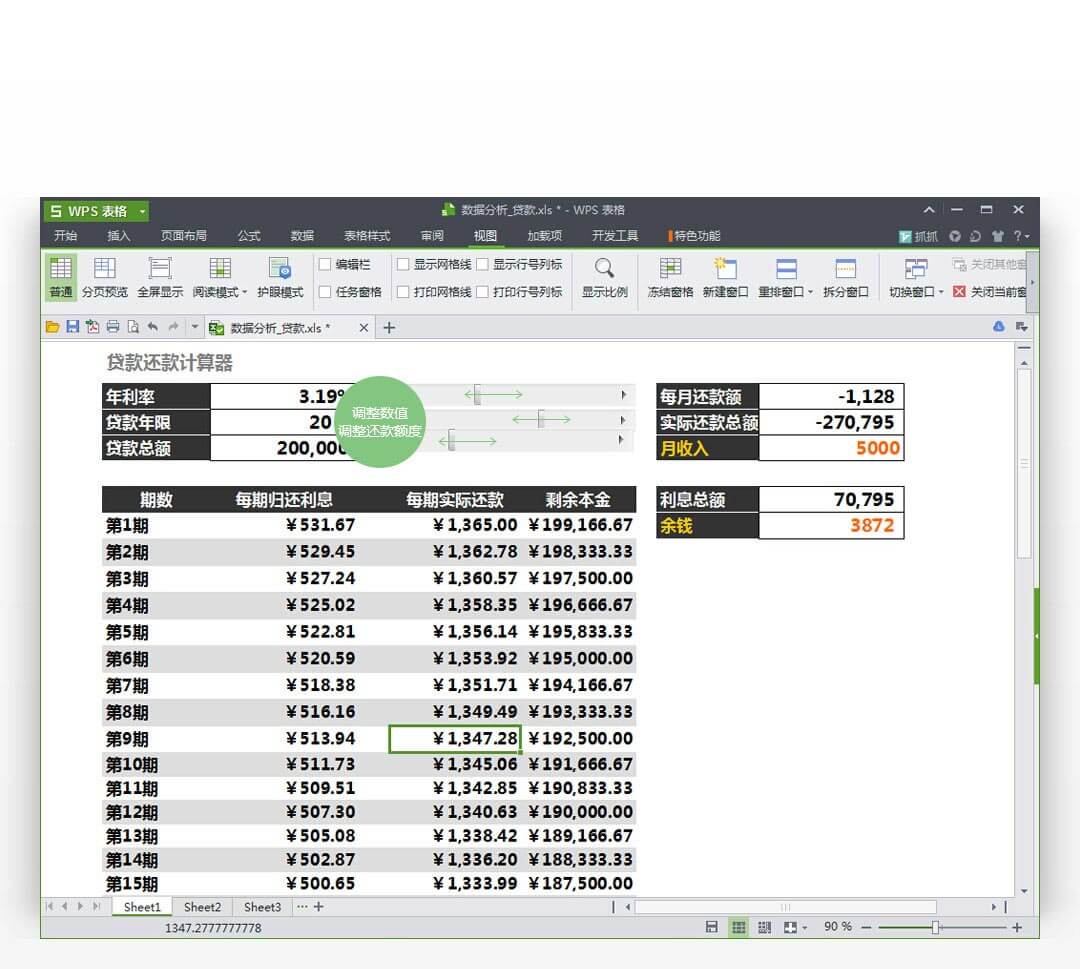 WPS 表格
数据分析_贷款.xls * - WPS 表格
开始 插入 页面布局 公式 数据 表格样式 审阅 视图 加载项 开发工具 特色功能 抓抓 ?
普通 分页预览 全屏显示 阅读模式 护眼模式 编辑栏 任务窗格 显示网格线 显示行号列标 打印网格线 打印行号列标 显示比例 冻结窗格 新建窗口 重排窗口 拆分窗口 切换窗口 关闭其他窗 关闭当前窗
数据分析_贷款.xls *
贷款还款计算器
年利率 3.19%
贷款年限 20
贷款总额 200,000
调整数值
调整还款额度
每月还款额 -1,128
实际还款总额 -270,795
月收入 5000
利息总额 70,795
余钱 3872
期数 每期归还利息 每期实际还款 剩余本金
第1期 ￥531.67 ￥1,365.00 ￥199,166.67
第2期 ￥529.45 ￥1,362.78 ￥198,333.33
第3期 ￥527.24 ￥1,360.57 ￥197,500.00
第4期 ￥525.02 ￥1,358.35 ￥196,666.67
第5期 ￥522.81 ￥1,356.14 ￥195,833.33
第6期 ￥520.59 ￥1,353.92 ￥195,000.00
第7期 ￥518.38 ￥1,351.71 ￥194,166.67
第8期 ￥516.16 ￥1,349.49 ￥193,333.33
第9期 ￥513.94 ￥1,347.28 ￥192,500.00
第10期 ￥511.73 ￥1,345.06 ￥191,666.67
第11期 ￥509.51 ￥1,342.85 ￥190,833.33
第12期 ￥507.30 ￥1,340.63 ￥190,000.00
第13期 ￥505.08 ￥1,338.42 ￥189,166.67
第14期 ￥502.87 ￥1,336.20 ￥188,333.33
第15期 ￥500.65 ￥1,333.99 ￥187,500.00
Sheet1 Sheet2 Sheet3 ···
1347.2777777778 90 %